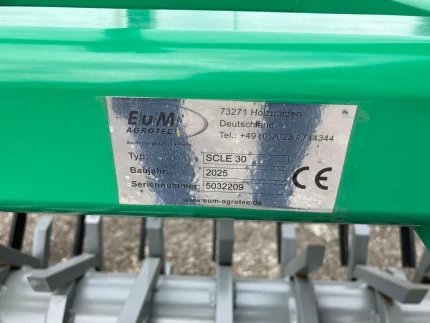 EuM
AGROTEC
73271 Holzmaden
Deutschland
Tel.: +49 (0)7023 / 744344
Typ: SCLE 30
Baujahr: 2025
Seriennummer: 5032209
CE
www.eum-agrotec.de